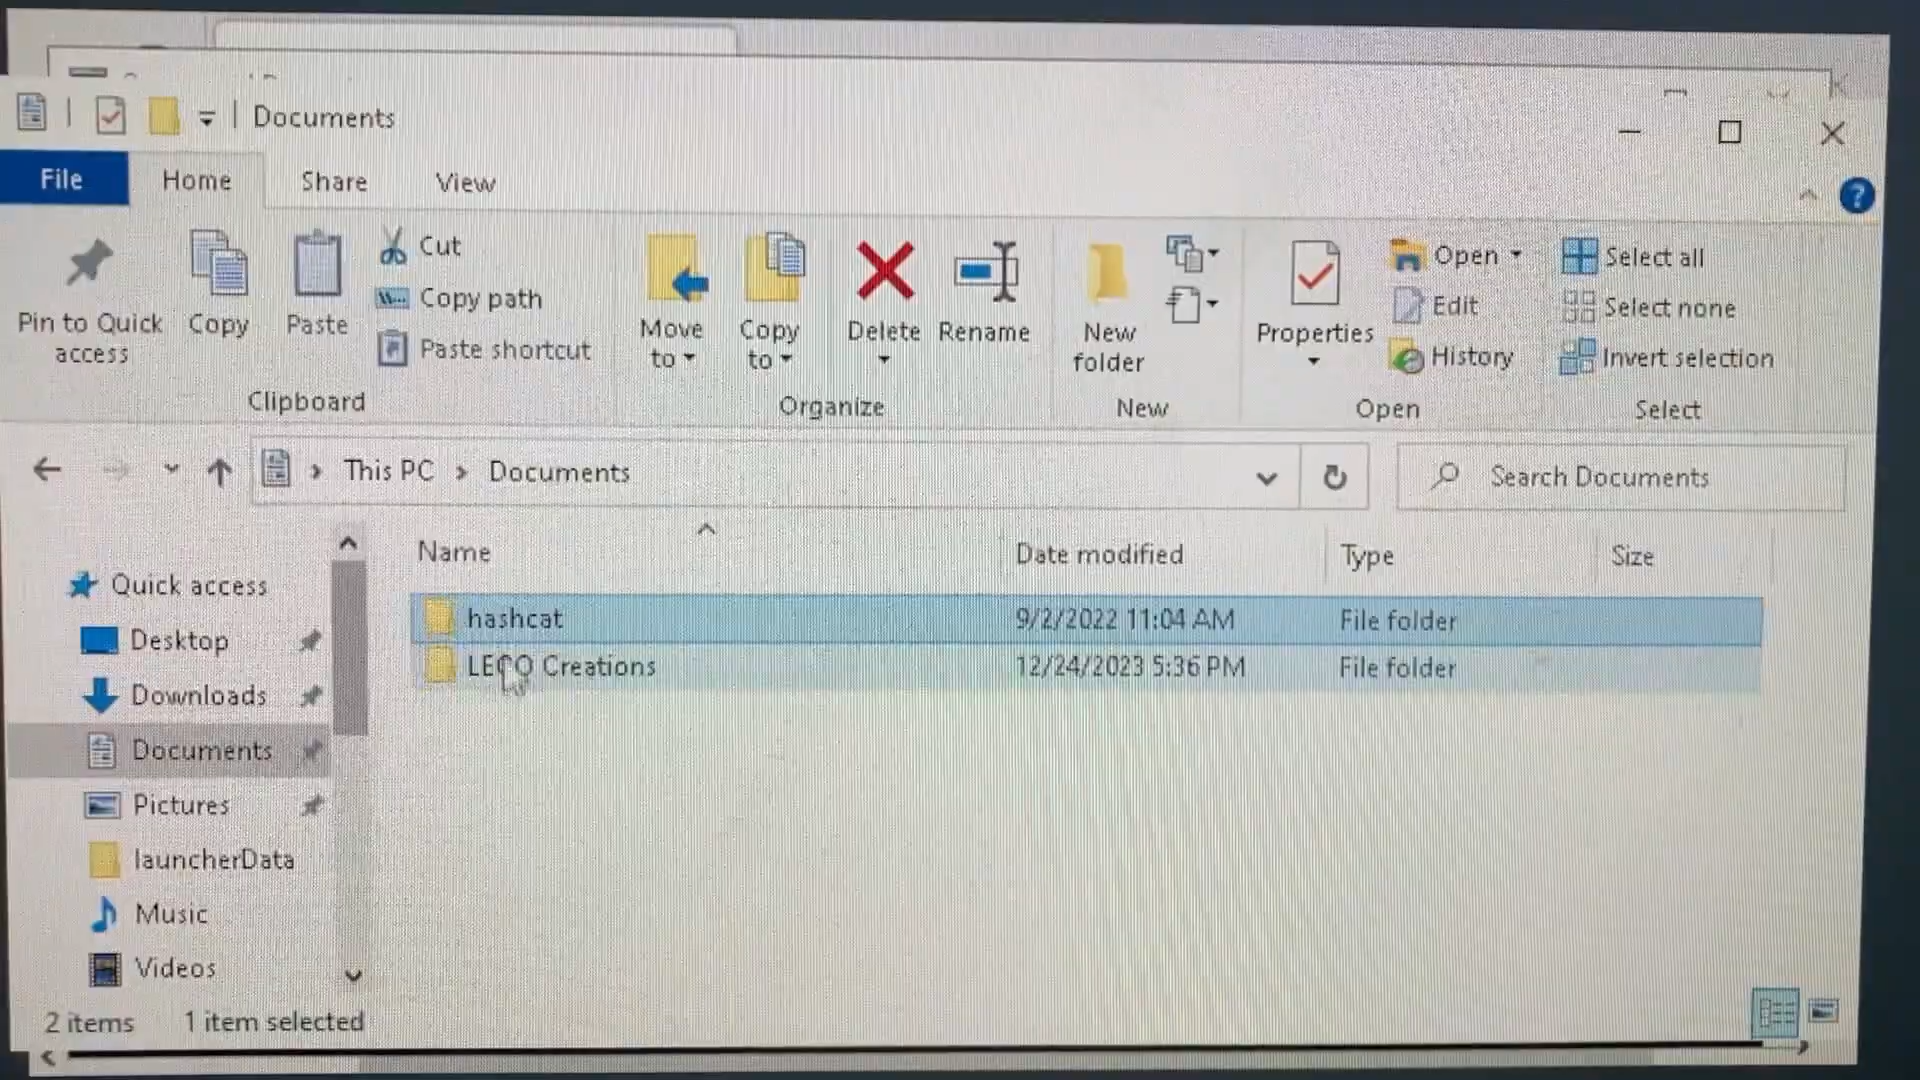 Documents
File Home Share View
Pin to Quick access
Copy
Paste
Cut
Copy path
Paste shortcut
Clipboard
Move to
Copy to
Delete
Rename
Organize
New folder
New
Properties
Open
Edit
History
Open
Select all
Select none
Invert selection
Select
This PC > Documents
Search Documents
Name Date modified Type Size
hashcat 9/2/2022 11:04 AM File folder
LEGO Creations 12/24/2023 5:36 PM File folder
Quick access
Desktop
Downloads
Documents
Pictures
launcherData
Music
Videos
2 items 1 item selected